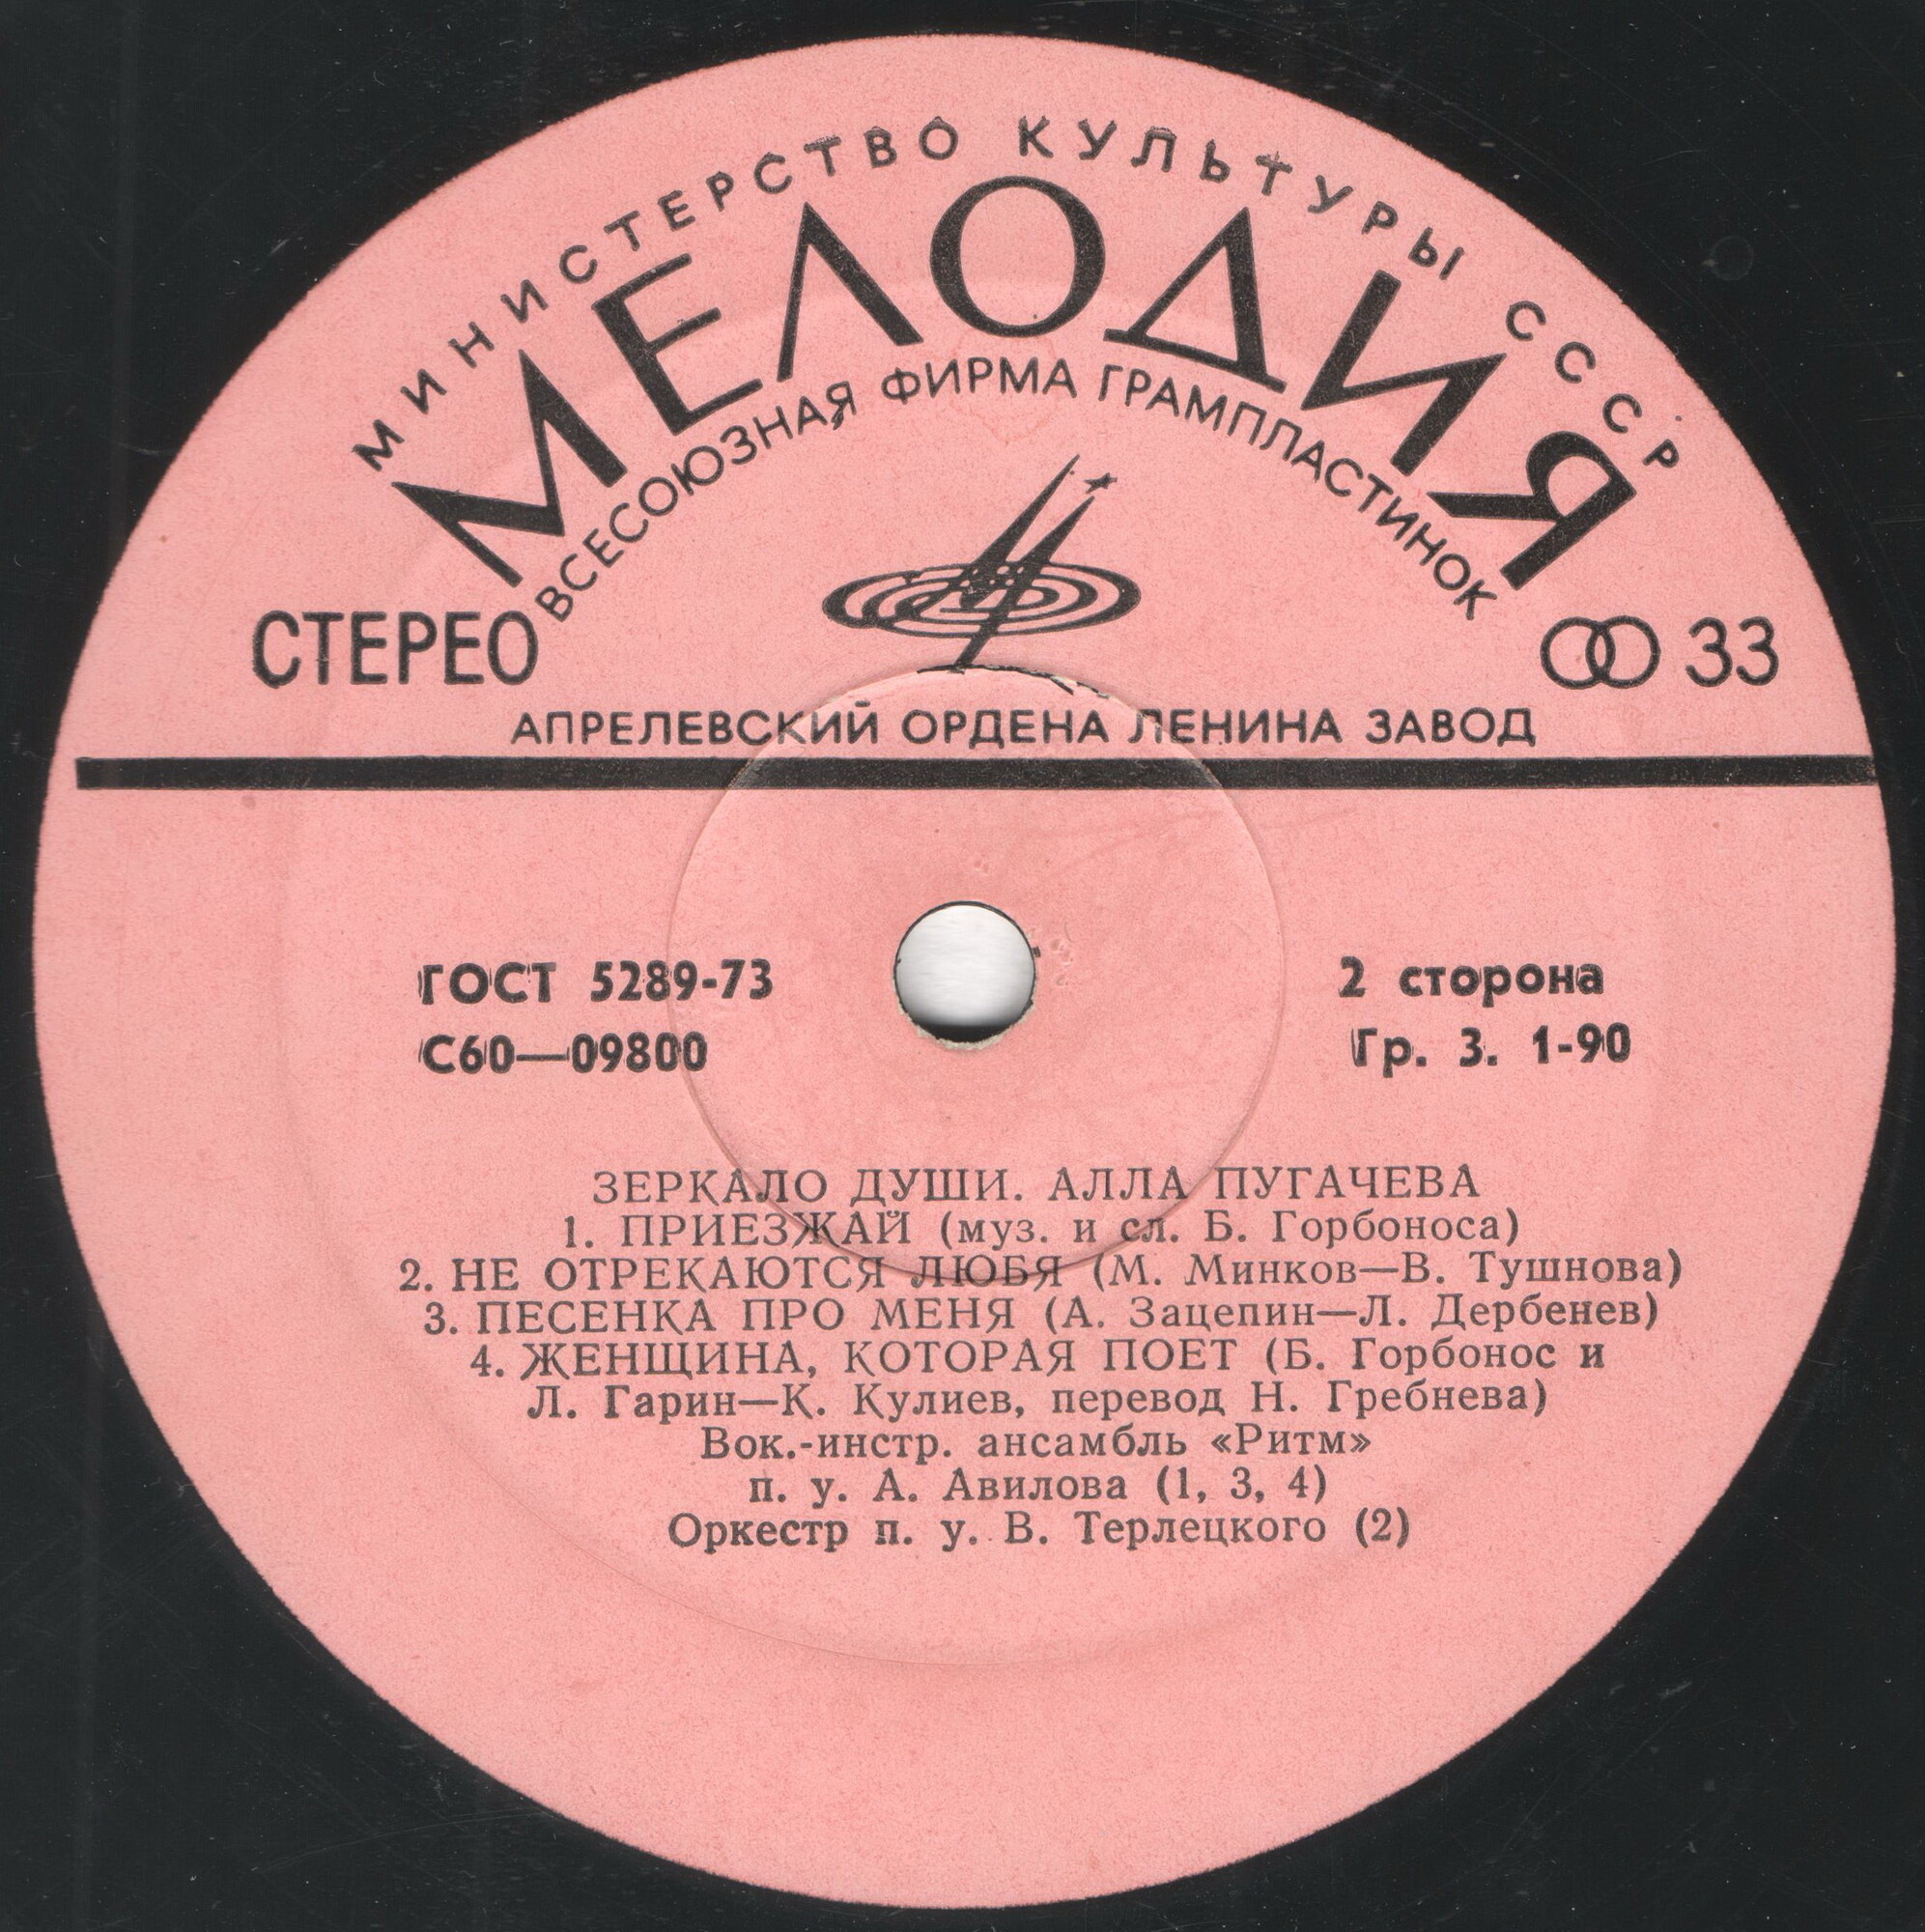 МИНИСТЕРСТВО КУЛЬТУРЫ СССР
МЕЛОДИЯ
ВСЕСОЮЗНАЯ ФИРМА ГРАМПЛАСТИНОК
СТЕРЕО
33
АПРЕЛЕВСКИЙ ОРДЕНА ЛЕНИНА ЗАВОД
ГОСТ 5289-73
2 сторона
С60—09800
Гр. 3. 1-90
ЗЕРКАЛО ДУШИ. АЛЛА ПУГАЧЕВА
1. ПРИЕЗЖАЙ (муз. и сл. Б. Горбоноса)
2. НЕ ОТРЕКАЮТСЯ ЛЮБЯ (М. Минков—В. Тушнова)
3. ПЕСЕНКА ПРО МЕНЯ (А. Зацепин—Л. Дербенев)
4. ЖЕНЩИНА, КОТОРАЯ ПОЕТ (Б. Горбонос и
Л. Гарин—К. Кулиев, перевод Н. Гребнева)
Вок.-инстр. ансамбль «Ритм»
п. у. А. Авилова (1, 3, 4)
Оркестр п. у. В. Терлецкого (2)